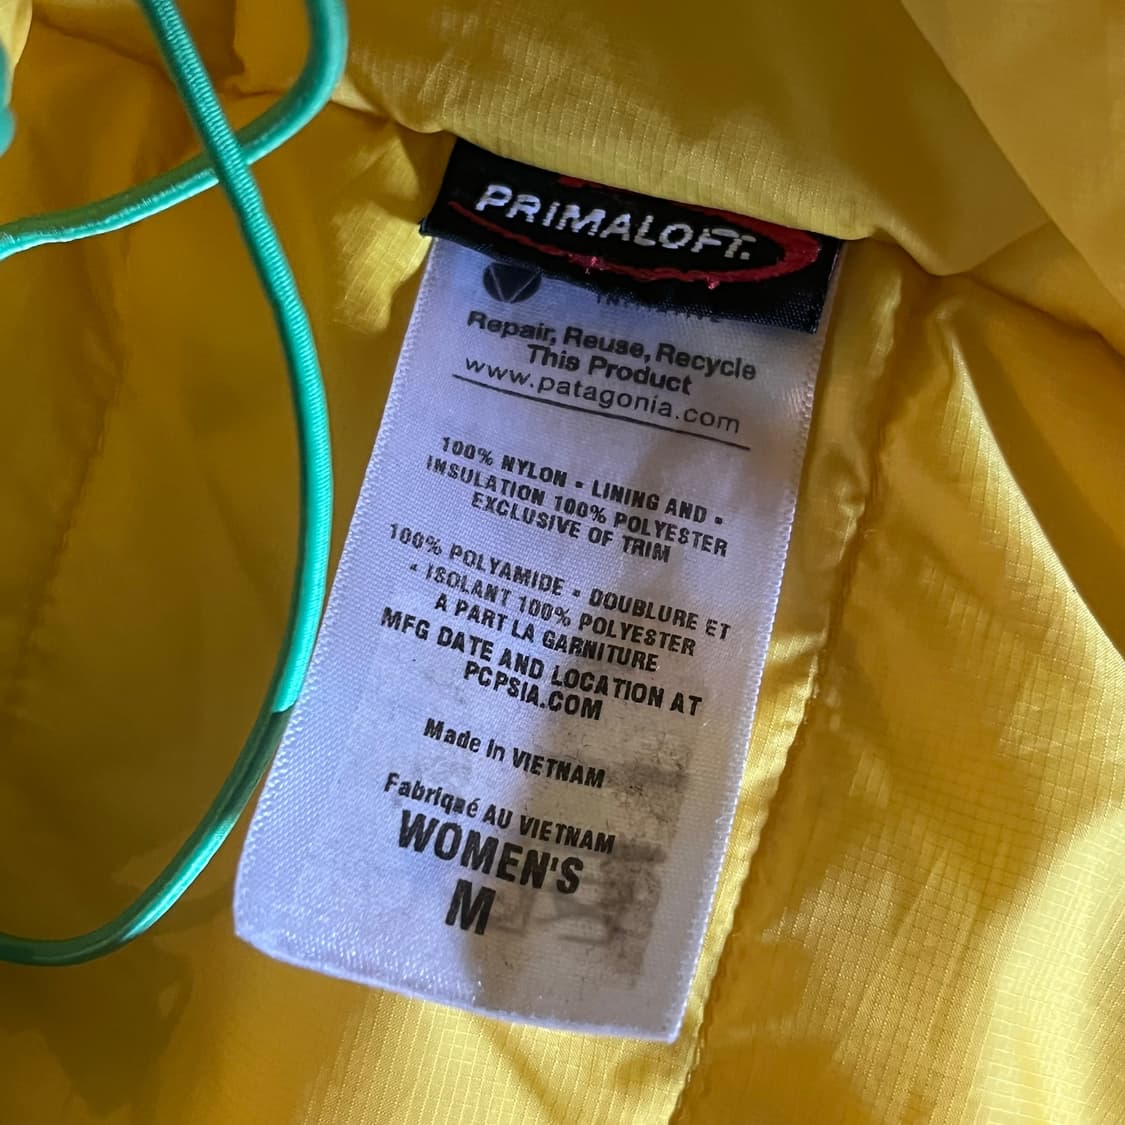 PRIMALOFT.
Repair, Reuse, Recycle
This Product
www.patagonia.com
100% NYLON - LINING AND -
INSULATION 100% POLYESTER
EXCLUSIVE OF TRIM
100% POLYAMIDE - DOUBLURE ET
- ISOLANT 100% POLYESTER
A PART LA GARNITURE
MFG DATE AND LOCATION AT
PCPSIA.COM
Made in VIETNAM
Fabriqué AU VIETNAM
WOMEN'S
M